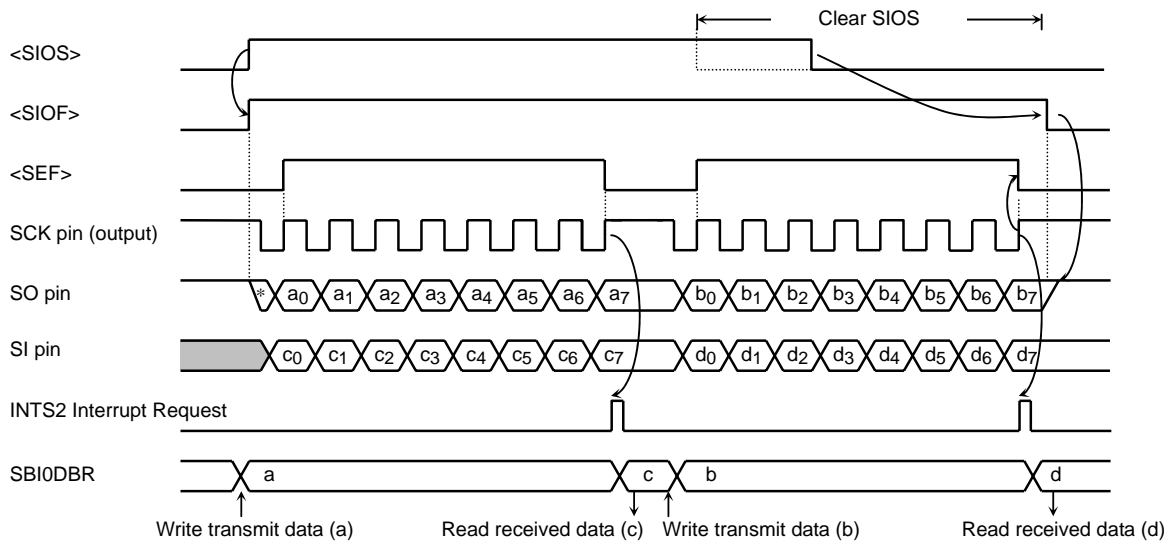 Clear SIOS
<SIOS>
<SIOF>
<SEF>
SCK pin (output)
SO pin * a0 a1 a2 a3 a4 a5 a6 a7 b0 b1 b2 b3 b4 b5 b6 b7
SI pin c0 c1 c2 c3 c4 c5 c6 c7 d0 d1 d2 d3 d4 d5 d6 d7
INTS2 Interrupt Request
SBI0DBR a c b d
Write transmit data (a) Read received data (c) Write transmit data (b) Read received data (d)